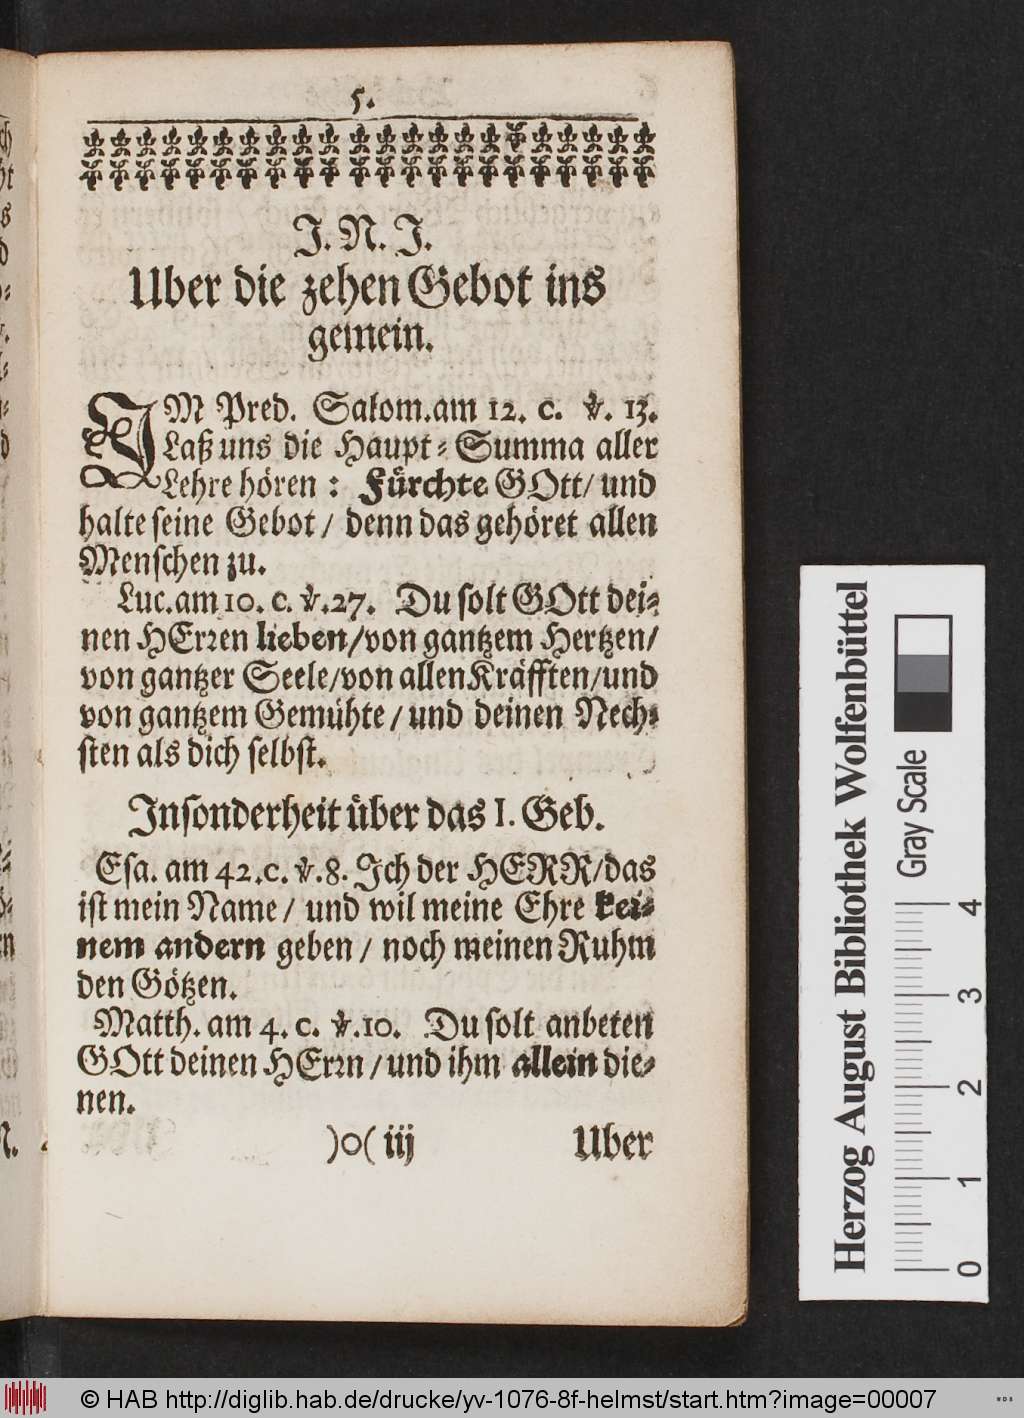 5.
J. N. J.
Uber die zehen Gebot ins
gemein.
JM Pred. Salom. am 12. c. ℣. 13.
Laß uns die Haupt-Summa aller
Lehre hören: Fürchte GOtt/ und
halte seine Gebot/ denn das gehöret allen
Menschen zu.
Luc. am 10. c. ℣. 27. Du solt GOtt dei-
nen HErren lieben/ von gantzem Hertzen/
von gantzer Seele/ von allen Kräfften/ und
von gantzem Gemühte/ und deinen Nech-
sten als dich selbst.
Insonderheit über das I. Geb.
Esa. am 42. c. ℣. 8. Ich der HERR/ das
ist mein Name/ und wil meine Ehre kei-
nem andern geben/ noch meinen Ruhm
den Götzen.
Matth. am 4. c. ℣. 10. Du solt anbeten
GOtt deinen HErrn/ und ihm allein die-
nen.
)o( iij Uber
Herzog August Bibliothek Wolfenbüttel
Gray Scale
0 1 2 3 4
© HAB http://diglib.hab.de/drucke/yv-1076-8f-helmst/start.htm?image=00007